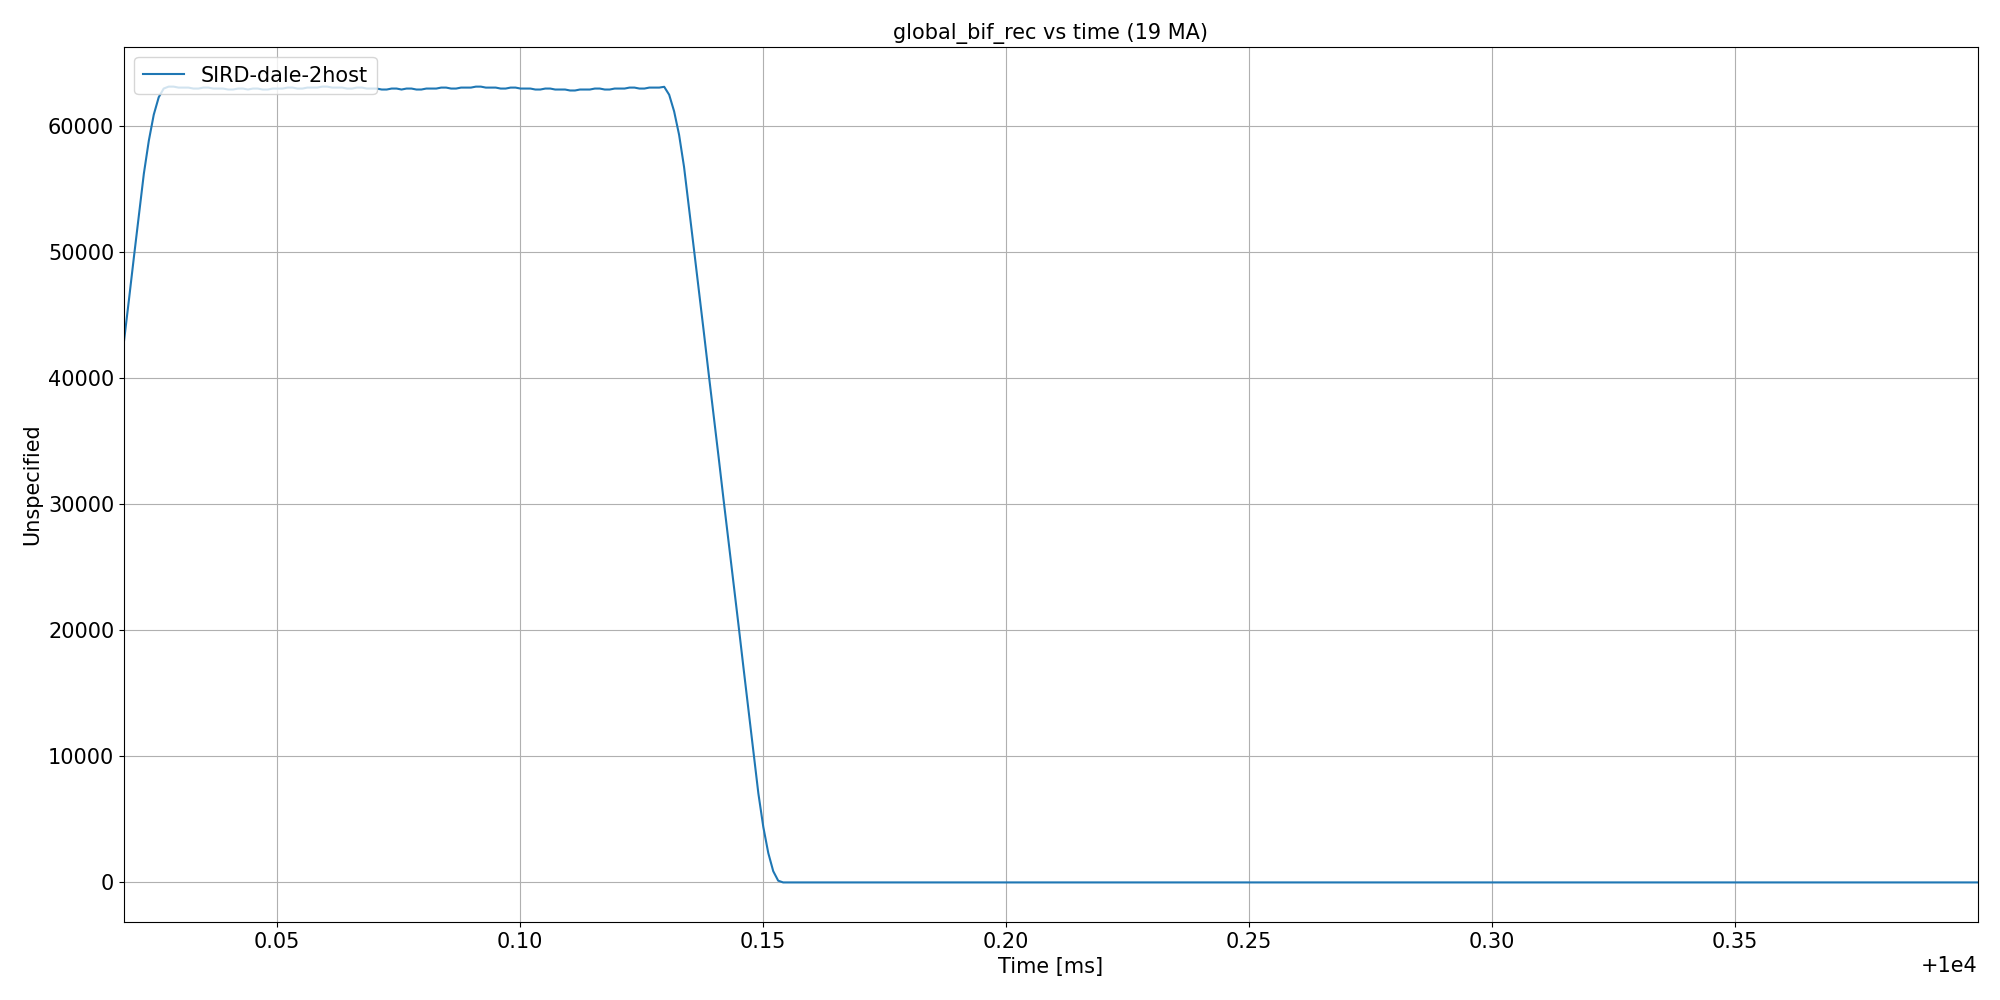 global_bif_rec vs time (19 MA)
SIRD-dale-2host
60000
50000
40000
30000
20000
10000
0
Unspecified
0.05
0.10
0.15
0.20
0.25
0.30
0.35
Time [ms]
+1e4